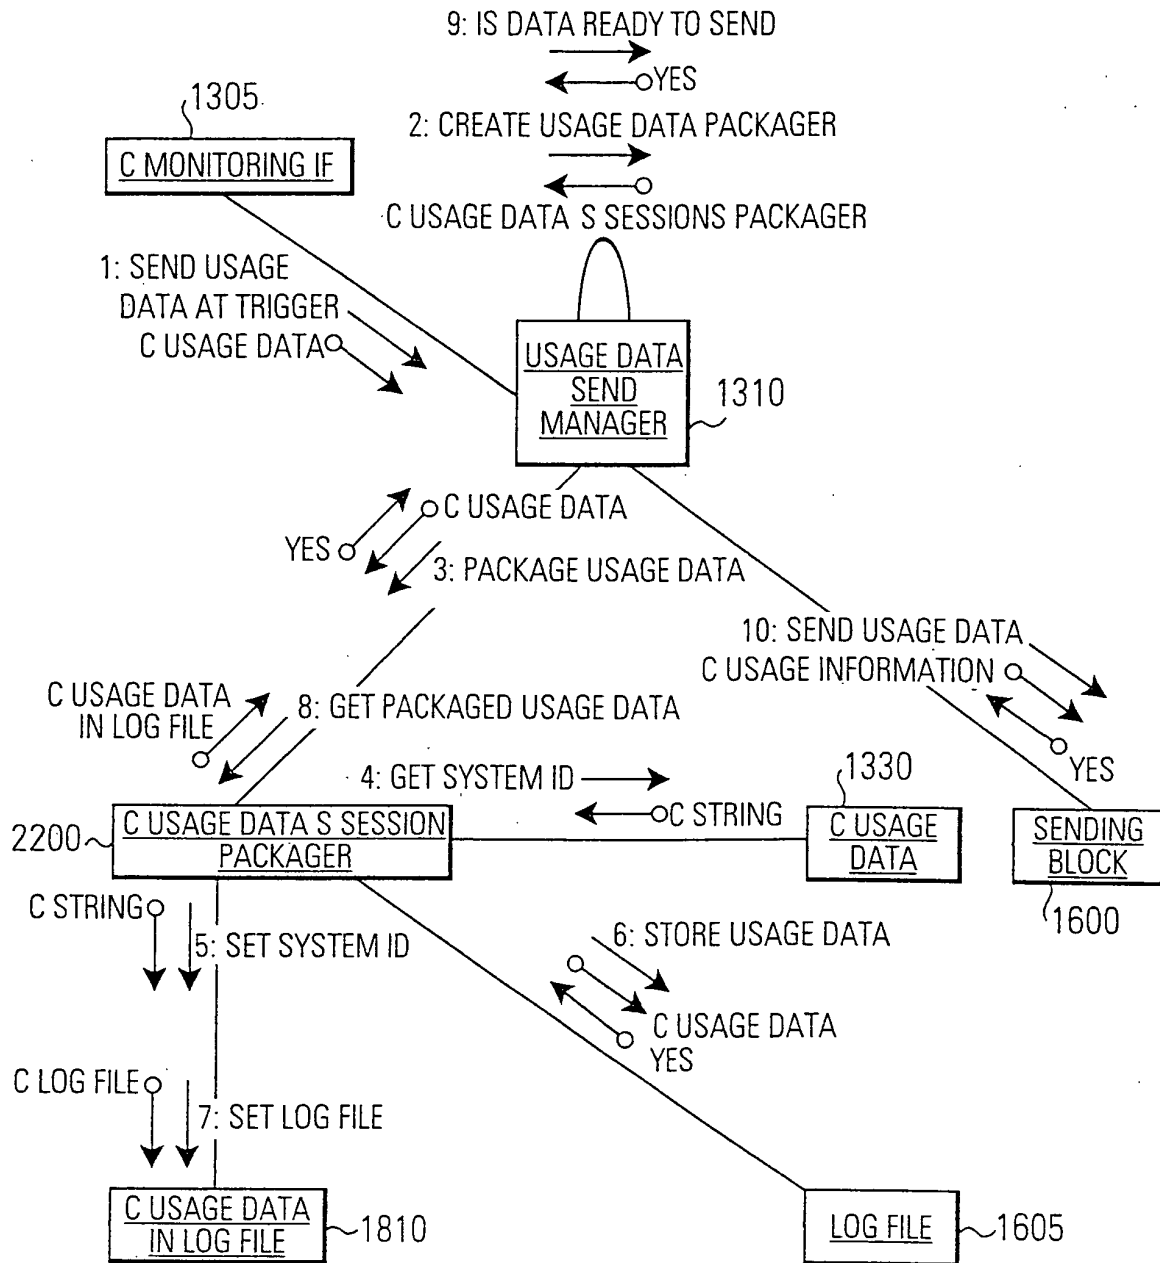 9: IS DATA READY TO SEND
YES
1305
2: CREATE USAGE DATA PACKAGER
C MONITORING IF
C USAGE DATA S SESSIONS PACKAGER
1: SEND USAGE
DATA AT TRIGGER
C USAGE DATA
USAGE DATA
SEND
MANAGER
1310
C USAGE DATA
YES
3: PACKAGE USAGE DATA
10: SEND USAGE DATA
C USAGE INFORMATION
YES
C USAGE DATA
IN LOG FILE
8: GET PACKAGED USAGE DATA
4: GET SYSTEM ID
C STRING
1330
2200
C USAGE DATA S SESSION
PACKAGER
C USAGE
DATA
SENDING
BLOCK
1600
C STRING
5: SET SYSTEM ID
6: STORE USAGE DATA
C USAGE DATA
YES
C LOG FILE
7: SET LOG FILE
C USAGE DATA
IN LOG FILE
1810
LOG FILE
1605